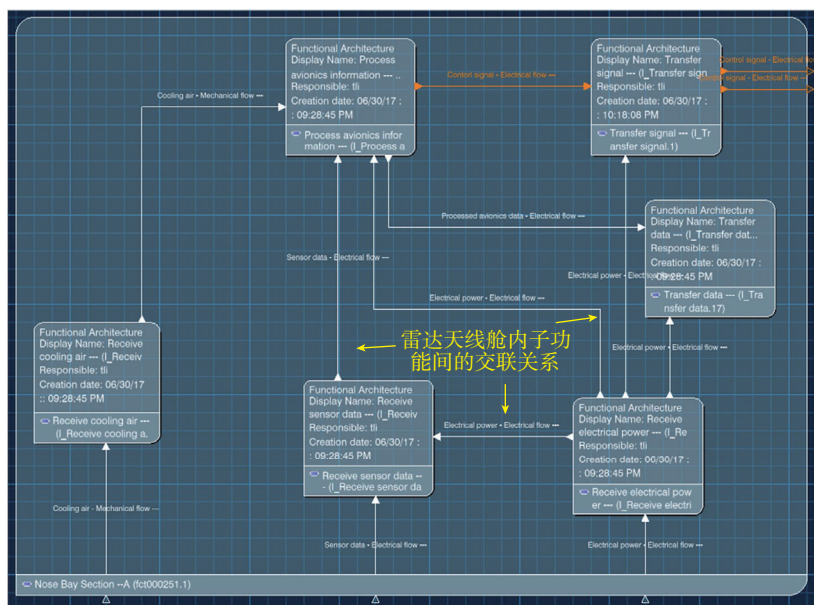 Functional Architecture
Display Name: Process
avionics information --- ..
Responsible: tli
Creation date: 06/30/17 :
: 09:28:45 PM
Process avionics infor
mation --- (I_Process a
Functional Architecture
Display Name: Transfer
signal --- (I_Transfer sign
Responsible: tli
Creation date: 06/30/17 :
: 10:18:08 PM
Transfer signal --- (I_Tr
ansfer signal.1)
Contorl signal - Electrical flow ---
Control signal - Electrical flo
ontrol signal - Electrical flow ---
Cooling air • Mechanical flow ---
Processed avionics data • Electrical flow ---
Functional Architecture
Display Name: Transfer
data --- (I_Transfer dat...
Responsible: tli
Creation date: 06/30/17 :
: 09:28:45 PM
Transfer data --- (I_Tra
nsfer data.17)
Sensor data • Electrical flow ---
Electrical power • Electrical flow ---
Electrical power • Electrical flow ---
雷达天线舱内子功
能间的交联关系
Electrical power • Electrical flow ---
Functional Architecture
Display Name: Receive
cooling air --- (I_Receiv
Responsible: tli
Creation date: 06/30/17
:: 09:28:45 PM
Receive cooling air ---
(I_Receive cooling a.
Functional Architecture
Display Name: Receive
sensor data --- (I_Receiv
Responsible: tli
Creation date: 06/30/17 :
: 09:28:45 PM
Receive sensor data --
- (I_Receive sensor da
Electrical power • Electrical flow ---
Functional Architecture
Display Name: Receive
electrical power --- (I_Re
Responsible: tli
Creation date: 06/30/17 :
: 09:28:45 PM
Receive electrical pow
er --- (I_Receive electri
Cooling air - Mechanical flow ---
Sensor data • Electrical flow ---
Electrical power • Electrical flow ---
Nose Bay Section --A (fct000251.1)